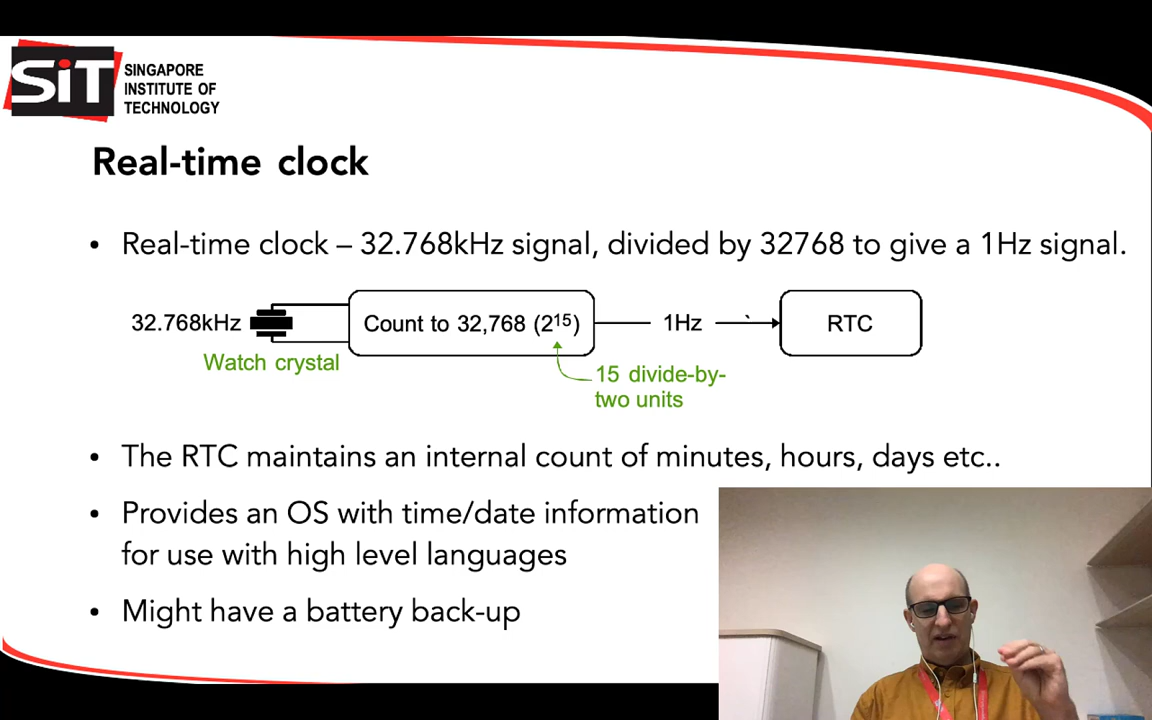 SiT
SINGAPORE
INSTITUTE OF
TECHNOLOGY
Real-time clock
• Real-time clock – 32.768kHz signal, divided by 32768 to give a 1Hz signal.
32.768kHz
Count to 32,768 (2¹⁵)
1Hz
RTC
Watch crystal
15 divide-by-
two units
• The RTC maintains an internal count of minutes, hours, days etc..
• Provides an OS with time/date information
for use with high level languages
• Might have a battery back-up